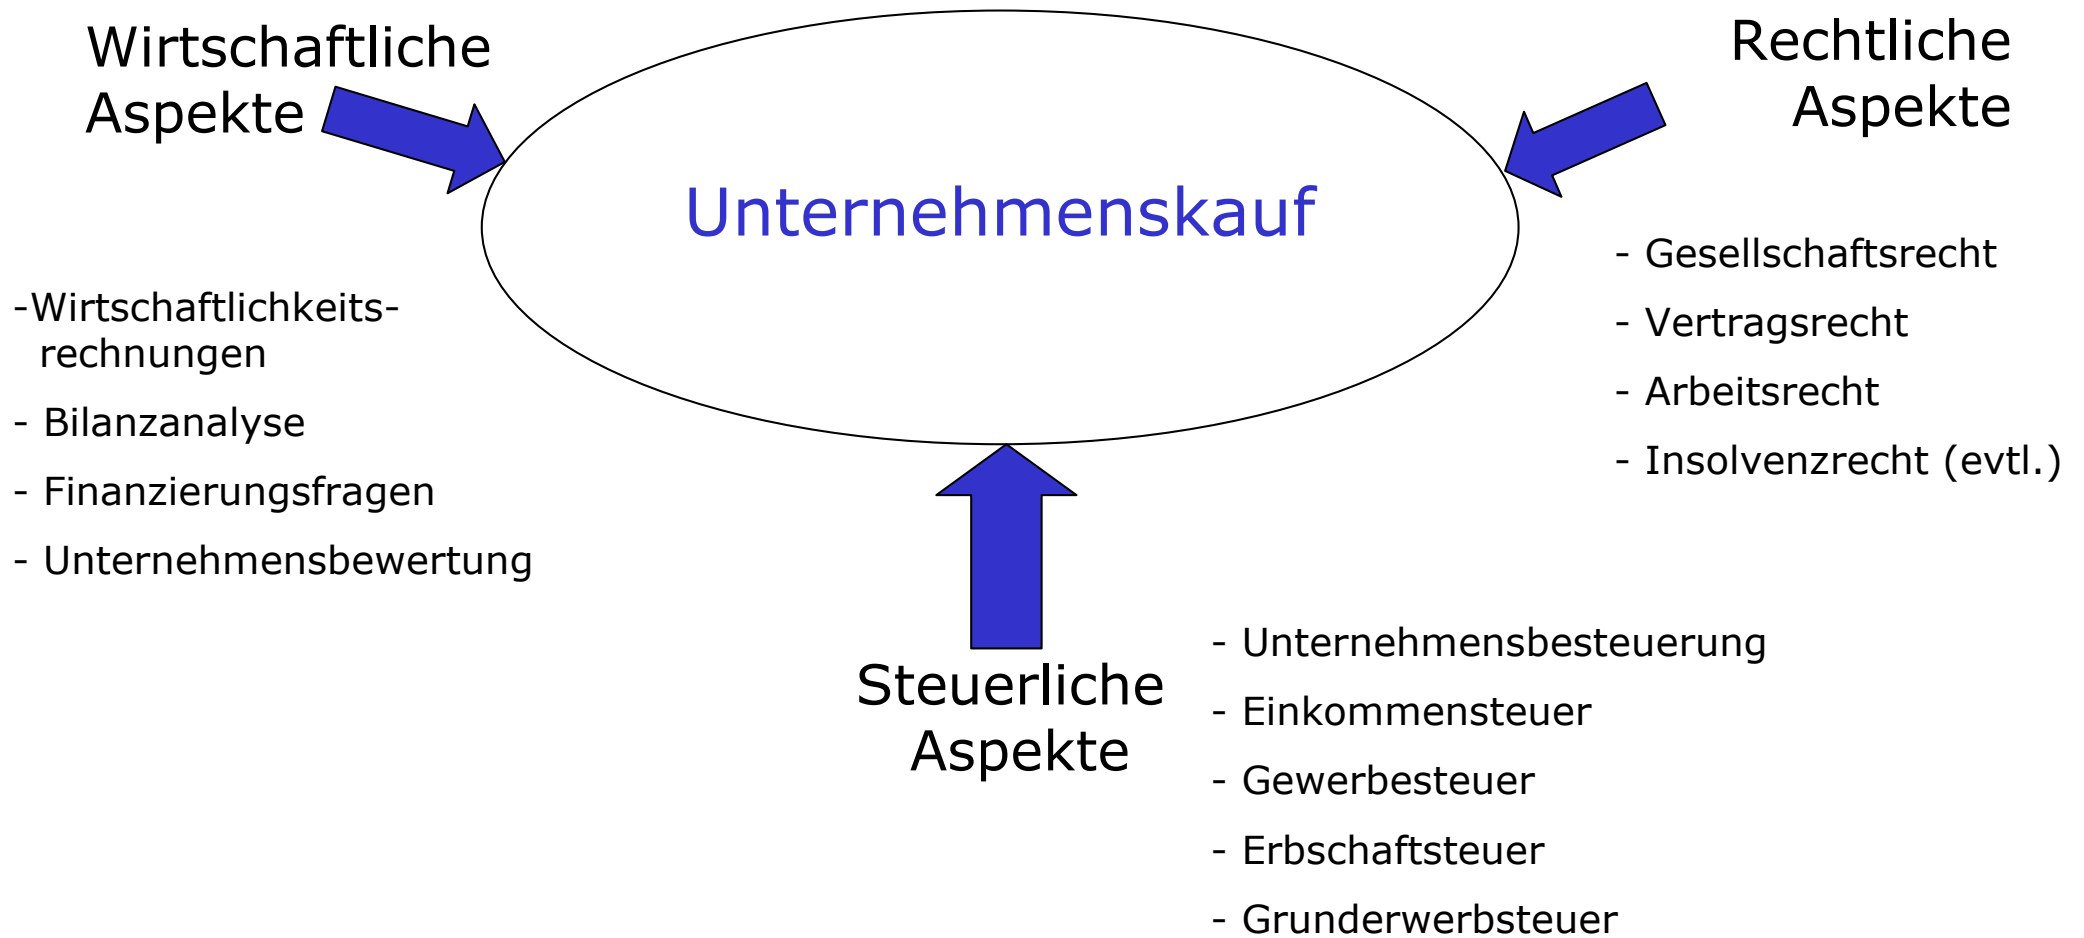 Wirtschaftliche
Aspekte
Rechtliche
Aspekte
Unternehmenskauf
-Wirtschaftlichkeits-
rechnungen
- Bilanzanalyse
- Finanzierungsfragen
- Unternehmensbewertung
- Gesellschaftsrecht
- Vertragsrecht
- Arbeitsrecht
- Insolvenzrecht (evtl.)
Steuerliche
Aspekte
- Unternehmensbesteuerung
- Einkommensteuer
- Gewerbesteuer
- Erbschaftsteuer
- Grunderwerbsteuer